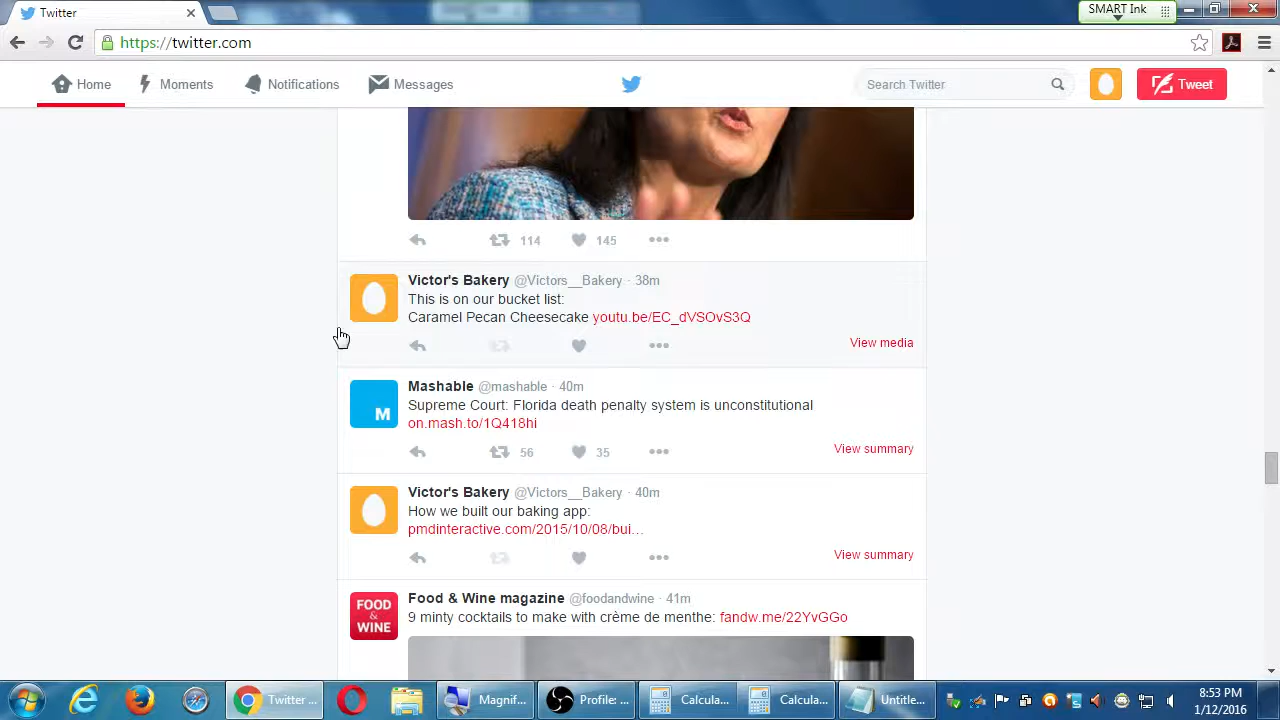 Twitter
SMART Ink
https://twitter.com
Home
Moments
Notifications
Messages
Search Twitter
Tweet
114
145
Victor's Bakery @Victors__Bakery · 38m
This is on our bucket list:
Caramel Pecan Cheesecake youtu.be/EC_dVSOvS3Q
View media
Mashable @mashable · 40m
Supreme Court: Florida death penalty system is unconstitutional
on.mash.to/1Q418hi
56
35
View summary
M
Victor's Bakery @Victors__Bakery · 40m
How we built our baking app:
pmdinteractive.com/2015/10/08/bui...
View summary
FOOD
&
WINE
Food & Wine magazine @foodandwine · 41m
9 minty cocktails to make with crème de menthe: fandw.me/22YvGGo
Twitter ...
Magnif...
Profile: ...
Calcula...
Calcula...
Untitle...
8:53 PM
1/12/2016